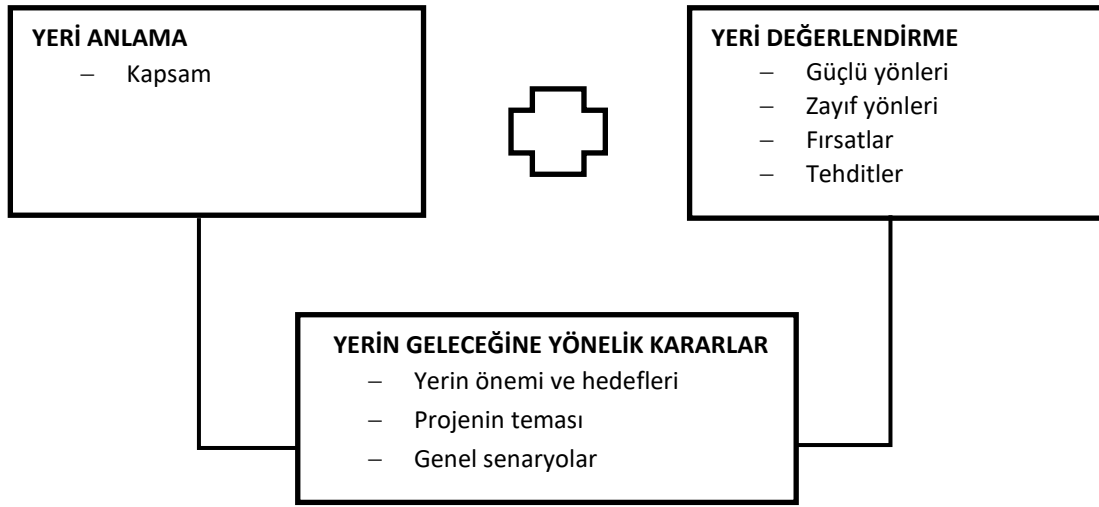 YERİ ANLAMA
– Kapsam
YERİ DEĞERLENDİRME
– Güçlü yönleri
– Zayıf yönleri
– Fırsatlar
– Tehditler
YERİN GELECEĞİNE YÖNELİK KARARLAR
– Yerin önemi ve hedefleri
– Projenin teması
– Genel senaryolar